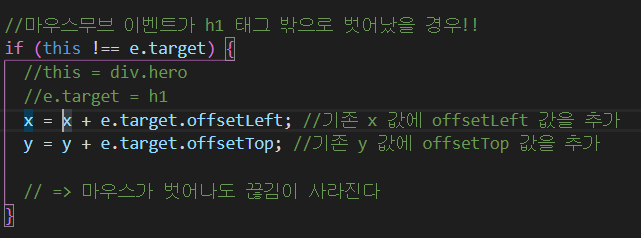 //마우스무브 이벤트가 h1 태그 밖으로 벗어났을 경우!!
if (this !== e.target) {
//this = div.hero
//e.target = h1
x = x + e.target.offsetLeft; //기존 x 값에 offsetLeft 값을 추가
y = y + e.target.offsetTop; //기존 y 값에 offsetTop 값을 추가
// => 마우스가 벗어나도 끊김이 사라진다
}